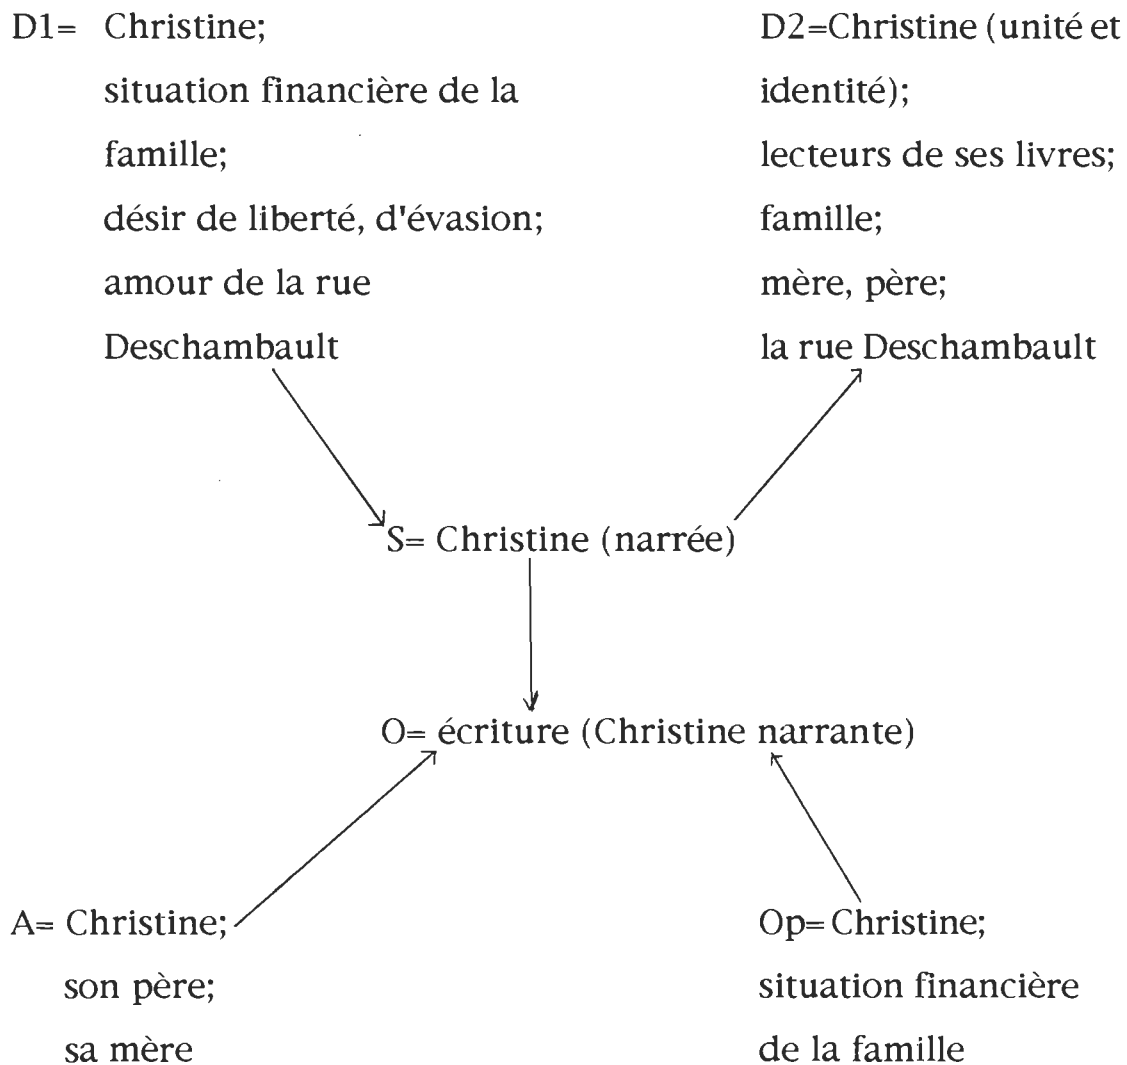 D1= Christine;
situation financière de la
famille;
désir de liberté, d'évasion;
amour de la rue
Deschambault
D2=Christine (unité et
identité);
lecteurs de ses livres;
famille;
mère, père;
la rue Deschambault
S= Christine (narrée)
O= écriture (Christine narrante)
A= Christine;
son père;
sa mère
Op= Christine;
situation financière
de la famille